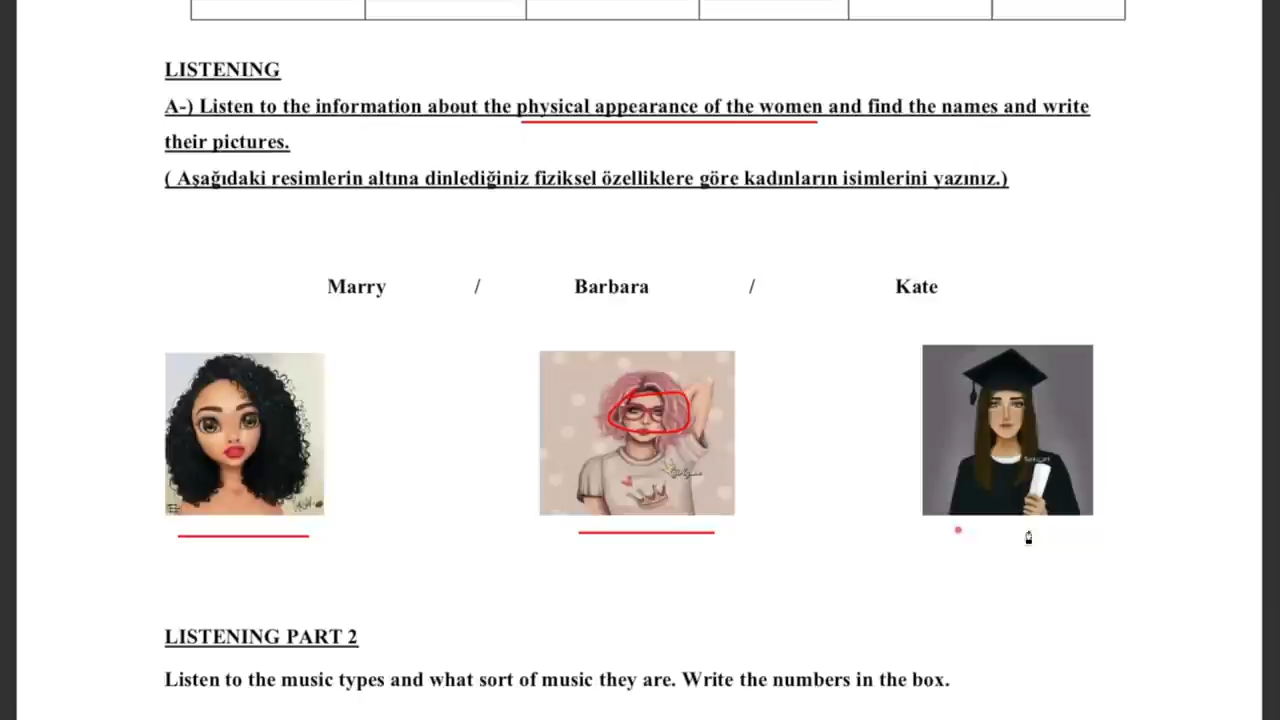 LISTENING
A-) Listen to the information about the physical appearance of the women and find the names and write
their pictures.
( Aşağıdaki resimlerin altına dinlediğiniz fiziksel özelliklere göre kadınların isimlerini yazınız.)
Marry / Barbara / Kate
LISTENING PART 2
Listen to the music types and what sort of music they are. Write the numbers in the box.